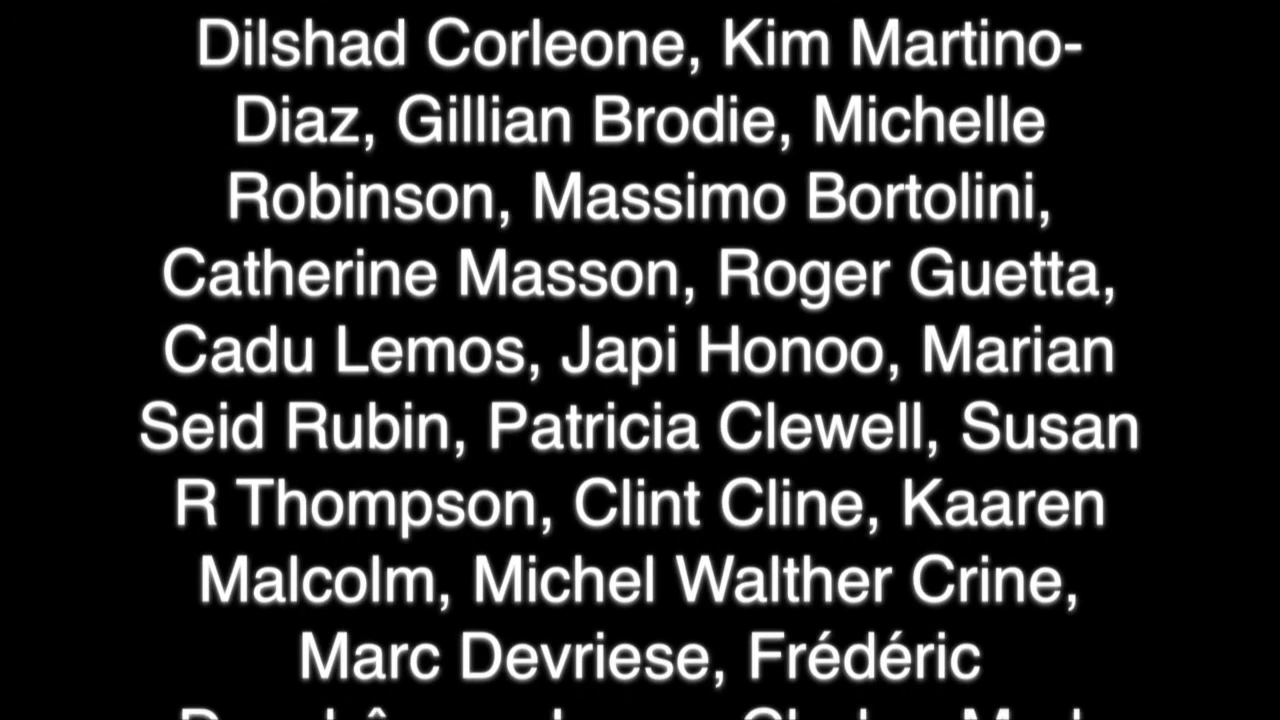 Dilshad Corleone, Kim Martino-
Diaz, Gillian Brodie, Michelle
Robinson, Massimo Bortolini,
Catherine Masson, Roger Guetta,
Cadu Lemos, Japi Honoo, Marian
Seid Rubin, Patricia Clewell, Susan
R Thompson, Clint Cline, Kaaren
Malcolm, Michel Walther Crine,
Marc Devriese, Frédéric